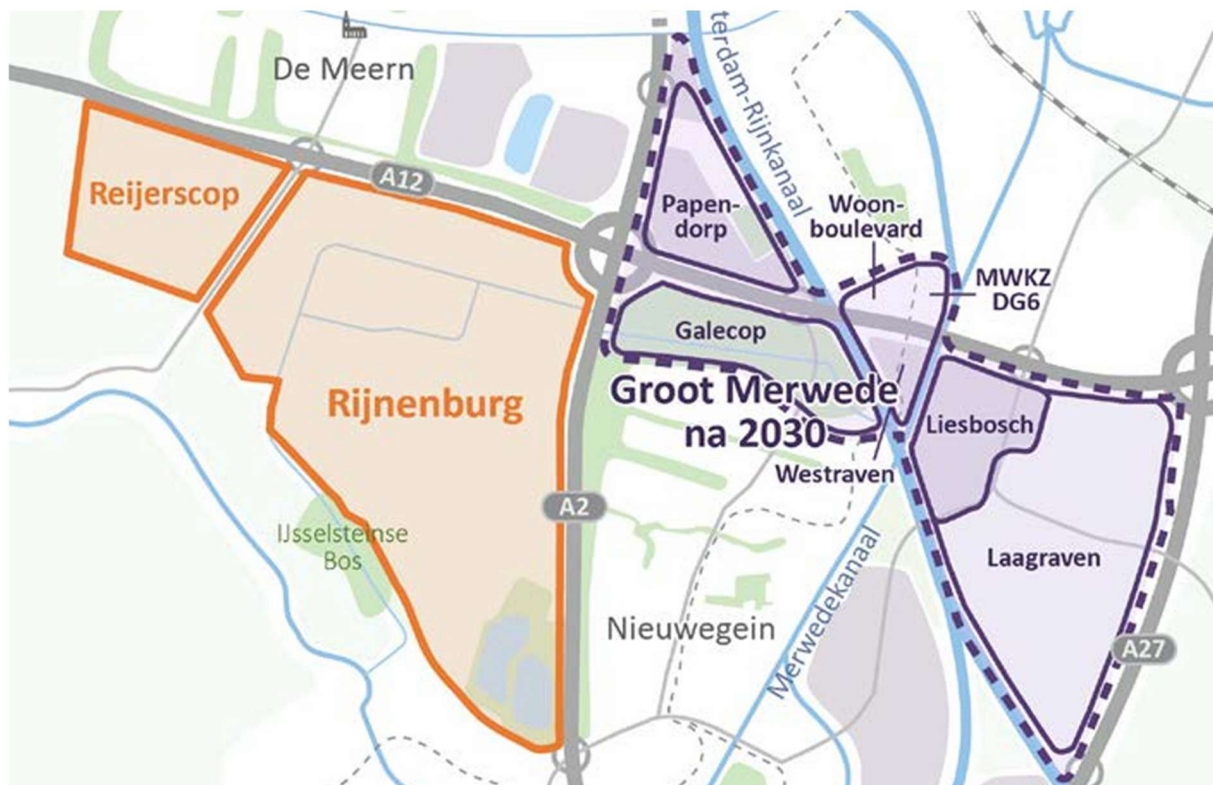 De Meern
terdam-Rijnkanaal
Reijerscop
A12
Papen-
dorp
Woon-
boulevard
MWKZ
DG6
Galecop
Rijnenburg
Groot Merwede
na 2030
Liesbosch
Westraven
A2
IJsselsteinse
Bos
Laagraven
Nieuwegein
Merwedekanaal
A27